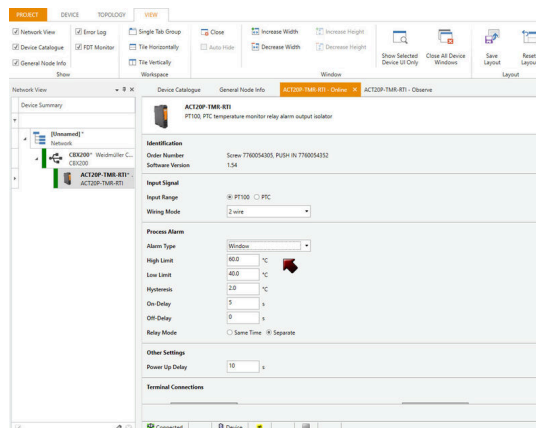 PROJECT DEVICE TOPOLOGY VIEW
Network View Error Log Single Tab Group Close Increase Width Increase Height
Device Catalogue FDT Monitor Tile Horizontally Auto Hide Decrease Width Decrease Height Show Selected Close All Device Save Reset
General Node Info Tile Vertically Device UI Only Windows Layout Layou
Show Workspace Window Layout
Network View Device Catalogue General Node Info ACT20P-TMR-RTI - Online ACT20P-TMR-RTI - Observe
Device Summary
ACT20P-TMR-RTI
PT100, PTC temperature monitor relay alarm output isolator
[Unnamed]*
Network
CBX200* Weidmüller C...
CBX200
ACT20P-TMR-RTI*
ACT20P-TMR-RTI
Identification
Order Number Screw 7760054305, PUSH IN 7760054352
Software Version 1.54
Input Signal
Input Range PT100 PTC
Wiring Mode 2 wire
Process Alarm
Alarm Type Window
High Limit 60.0 °C
Low Limit 40.0 °C
Hysteresis 2.0 °C
On-Delay 5 s
Off-Delay 0 s
Relay Mode Same Time Separate
Other Settings
Power Up Delay 10 s
Terminal Connections
Connected Device